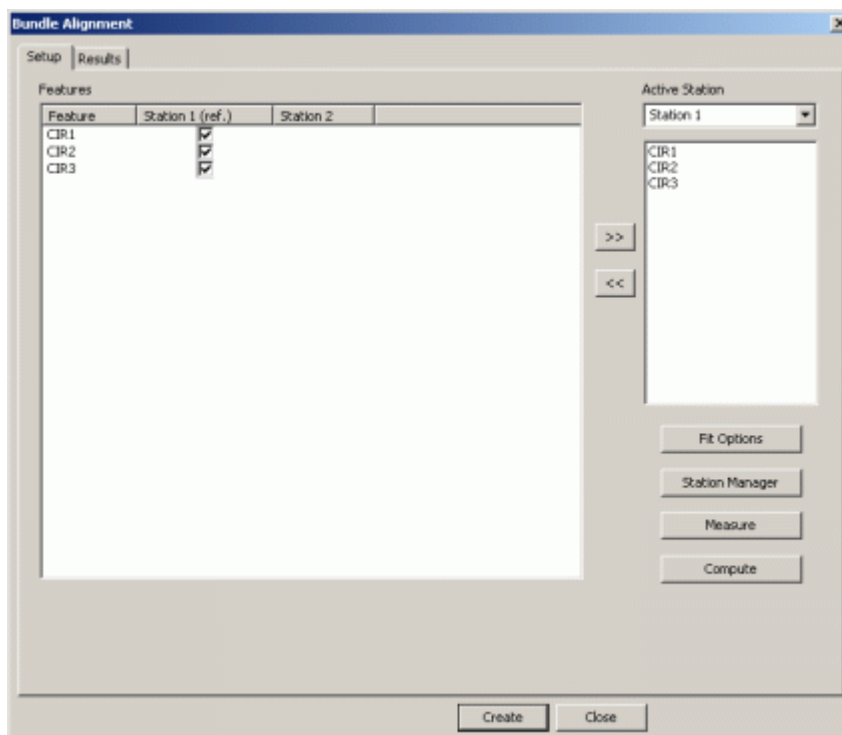 Bundle Alignment
Setup Results
Features
Feature Station 1 (ref.) Station 2
CIR1
CIR2
CIR3
Active Station
Station 1
CIR1
CIR2
CIR3
>>
<<
Fit Options
Station Manager
Measure
Compute
Create Close